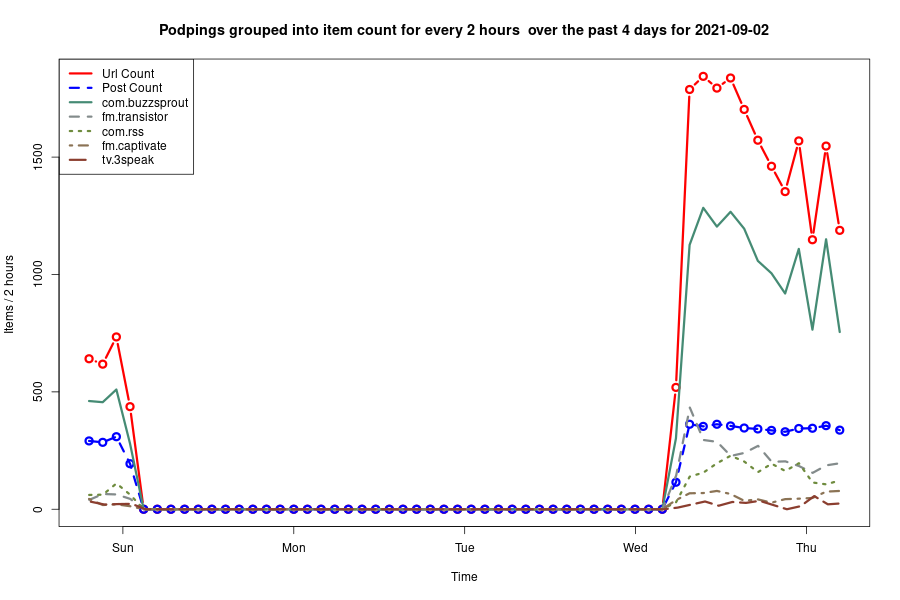 Podpings grouped into item count for every 2 hours  over the past 4 days for 2021-09-02
Url Count
Post Count
com.buzzsprout
fm.transistor
com.rss
fm.captivate
tv.3speak
Items / 2 hours
1500
1000
500
0
Sun
Mon
Tue
Wed
Thu
Time